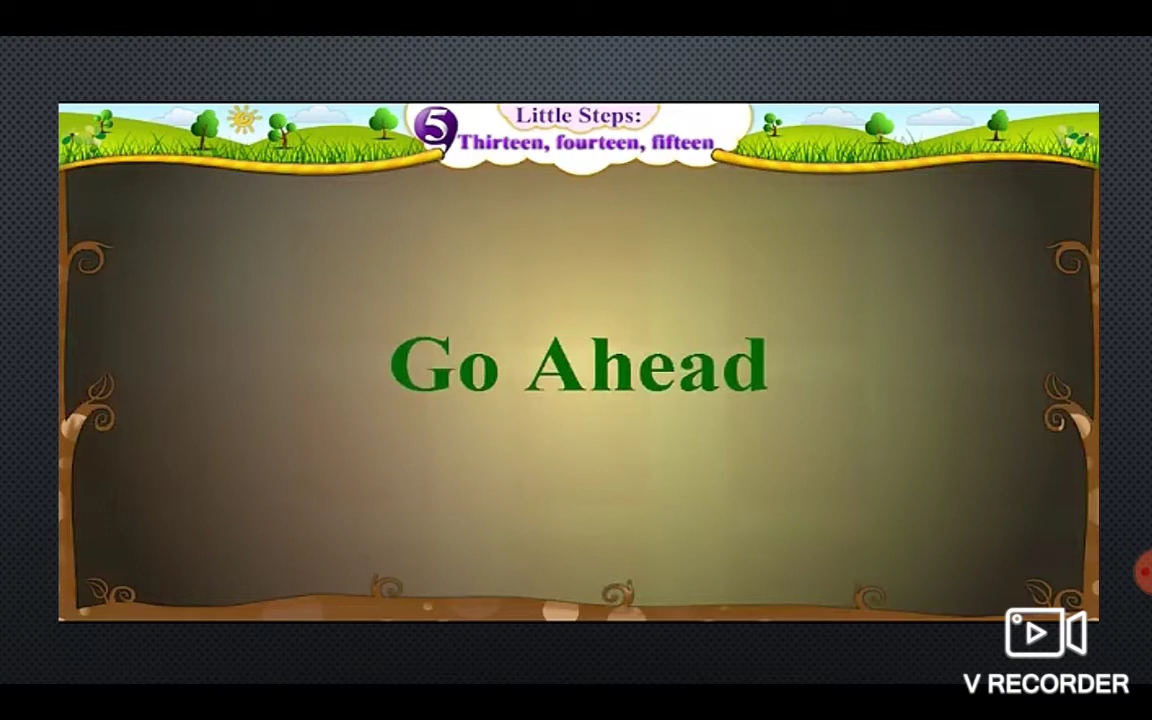 5
Little Steps:
Thirteen, fourteen, fifteen
Go Ahead
V RECORDER